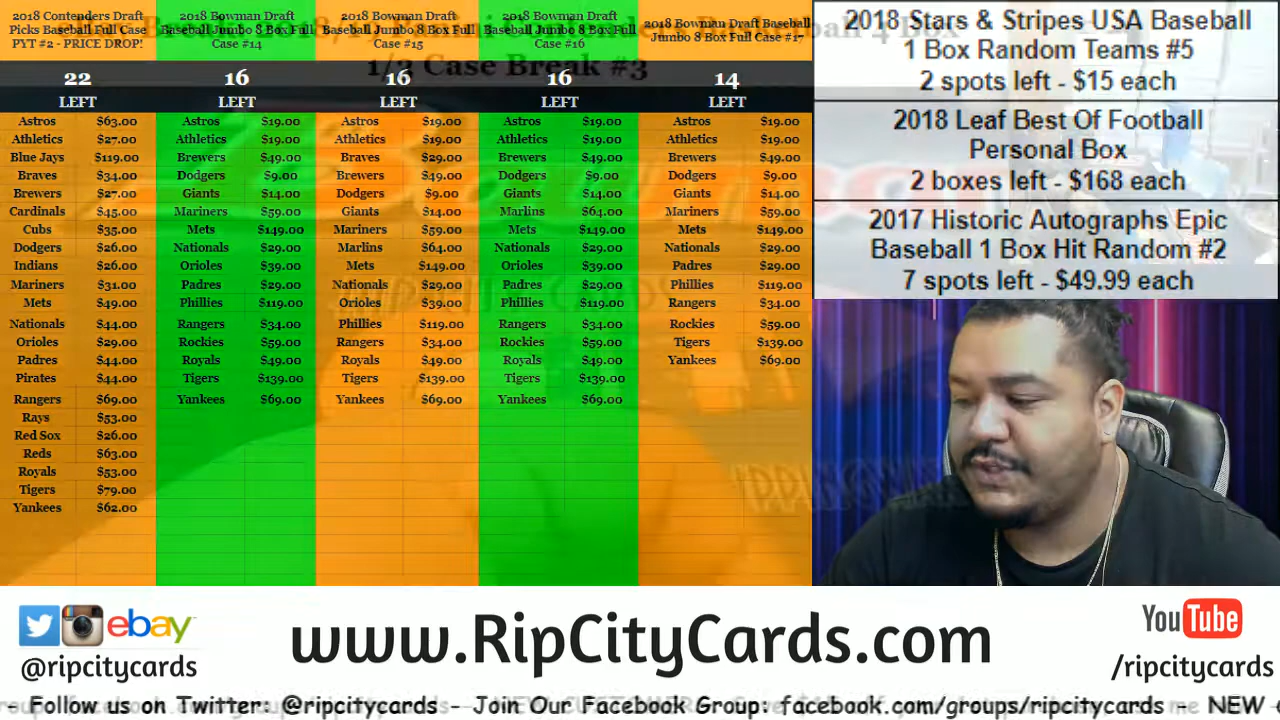 2018 Contenders Draft
Picks Baseball Full Case
PYT #2 - PRICE DROP!
22
LEFT
Astros $63.00
Athletics $27.00
Blue Jays $119.00
Braves $34.00
Brewers $27.00
Cardinals $45.00
Cubs $35.00
Dodgers $26.00
Indians $26.00
Mariners $31.00
Mets $49.00
Nationals $44.00
Orioles $29.00
Padres $44.00
Pirates $44.00
Rangers $69.00
Rays $53.00
Red Sox $26.00
Reds $63.00
Royals $53.00
Tigers $79.00
Yankees $62.00
2018 Bowman Draft
Baseball Jumbo 8 Box Full
Case #14
16
LEFT
Astros $19.00
Athletics $19.00
Brewers $49.00
Dodgers $9.00
Giants $14.00
Mariners $59.00
Mets $149.00
Nationals $29.00
Orioles $39.00
Padres $29.00
Phillies $119.00
Rangers $34.00
Rockies $59.00
Royals $49.00
Tigers $139.00
Yankees $69.00
2018 Bowman Draft
Baseball Jumbo 8 Box Full
Case #15
16
LEFT
Astros $19.00
Athletics $19.00
Braves $29.00
Brewers $49.00
Dodgers $9.00
Giants $14.00
Mariners $59.00
Marlins $64.00
Mets $149.00
Nationals $29.00
Orioles $39.00
Phillies $119.00
Rangers $34.00
Royals $49.00
Tigers $139.00
Yankees $69.00
2018 Bowman Draft
Baseball Jumbo 8 Box Full
Case #16
16
LEFT
Astros $19.00
Athletics $19.00
Brewers $49.00
Dodgers $9.00
Giants $14.00
Marlins $64.00
Mets $149.00
Nationals $29.00
Orioles $39.00
Padres $29.00
Phillies $119.00
Rangers $34.00
Rockies $59.00
Royals $49.00
Tigers $139.00
Yankees $69.00
2018 Bowman Draft Baseball
Jumbo 8 Box Full Case #17
14
LEFT
Astros $19.00
Athletics $19.00
Brewers $49.00
Dodgers $9.00
Giants $14.00
Mariners $59.00
Mets $149.00
Nationals $29.00
Padres $29.00
Phillies $119.00
Rangers $34.00
Rockies $59.00
Tigers $139.00
Yankees $69.00
1/3 Case Break #3
2018 Stars & Stripes USA Baseball
1 Box Random Teams #5
2 spots left - $15 each
2018 Leaf Best Of Football
Personal Box
2 boxes left - $168 each
2017 Historic Autographs Epic
Baseball 1 Box Hit Random #2
7 spots left - $49.99 each
ebay
@ripcitycards
www.RipCityCards.com
YouTube
/ripcitycards
- Follow us on Twitter: @ripcitycards - Join Our Facebook Group: facebook.com/groups/ripcitycards - NEW